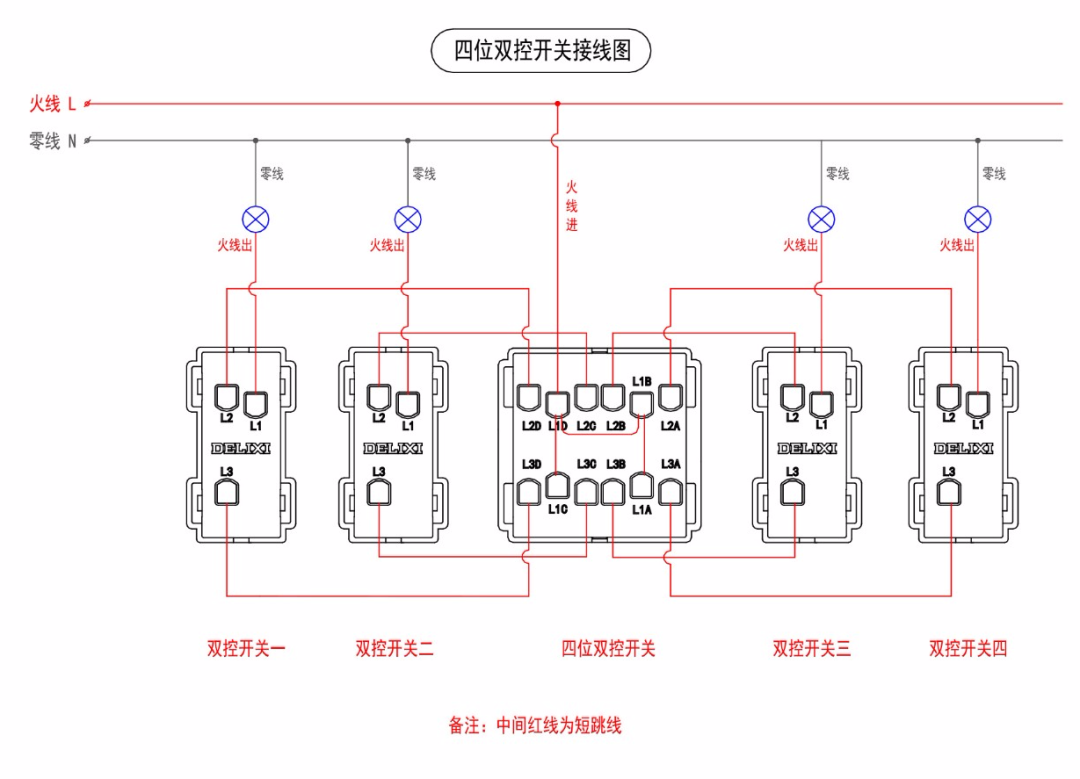 四位双控开关接线图
火线 L
零线 N
零线
零线
火线进
零线
零线
火线出
火线出
火线出
火线出
L1B
L2
L1
L2
L1
L2D
L1D
L2C
L2B
L2A
L2
L1
L2
L1
DELIXI
DELIXI
DELIXI
DELIXI
L3
L3
L3D
L3C
L3B
L3A
L3
L3
L1C
L1A
双控开关一
双控开关二
四位双控开关
双控开关三
双控开关四
备注：中间红线为短跳线